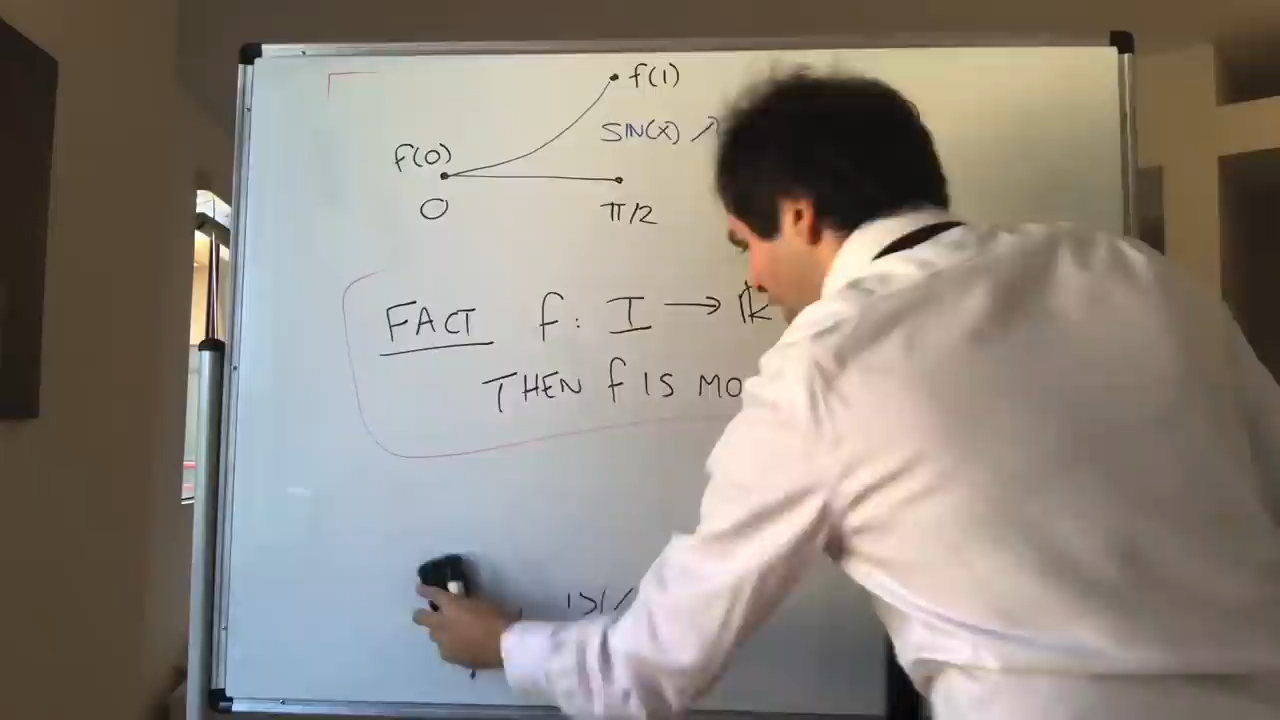 f(1)
SIN(x) ↗
f(0)
0 π/2
FACT f: I → ℝ
THEN f IS MO